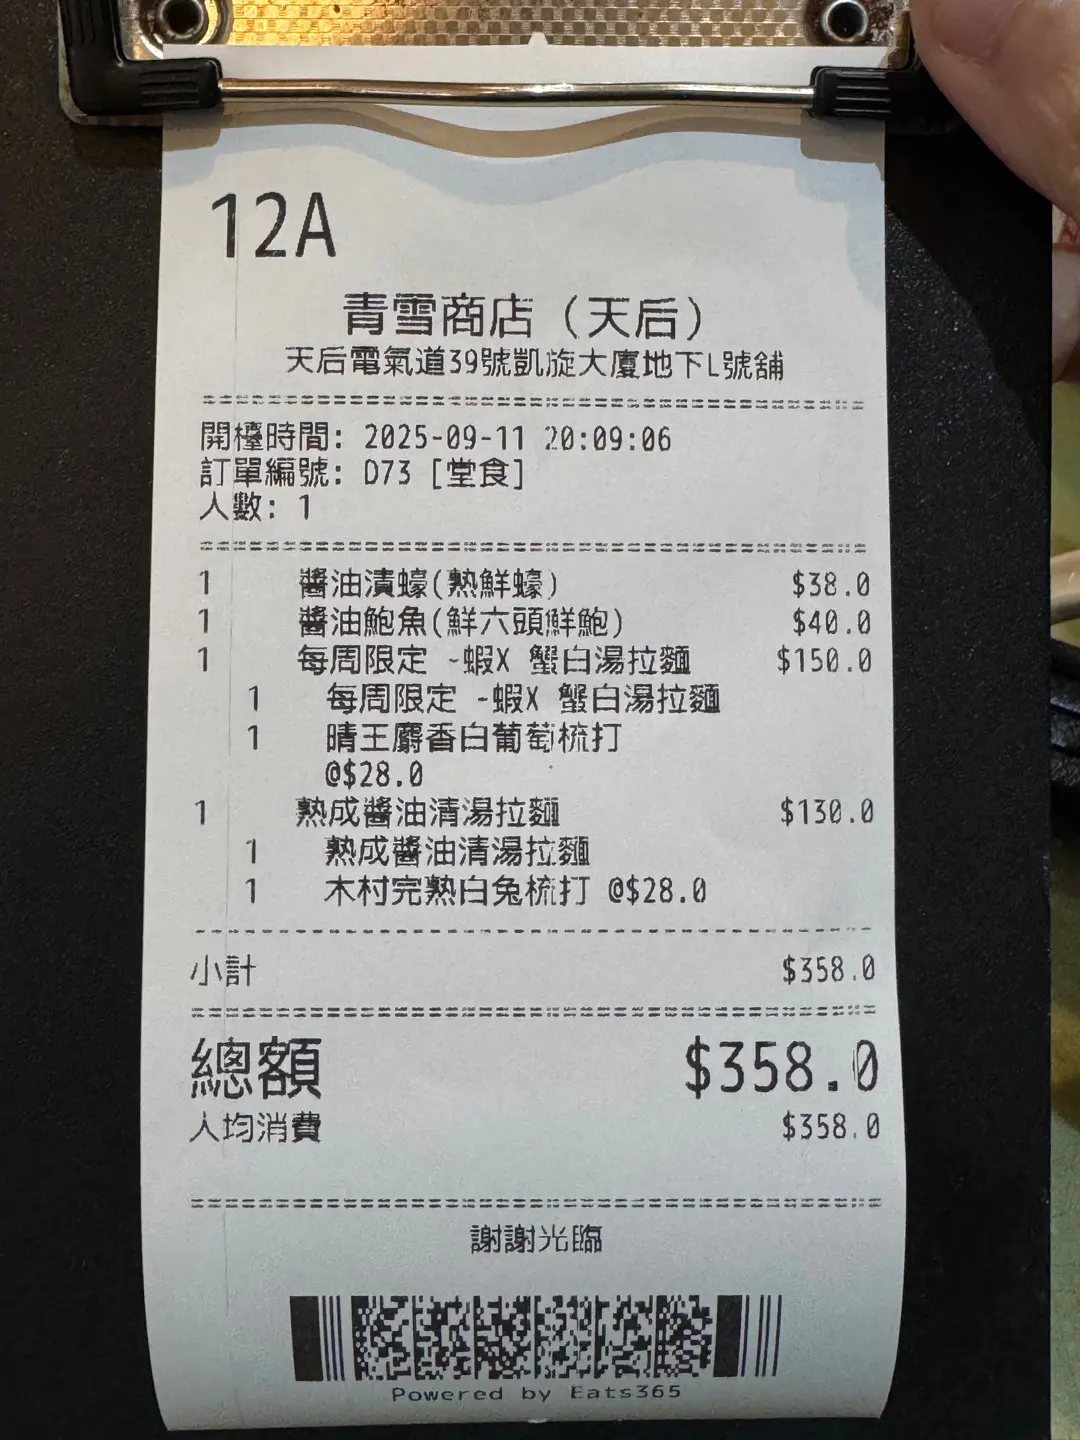 12A
青雪商店（天后）
天后電氣道39號凱旋大廈地下L號舖
開檯時間: 2025-09-11 20:09:06
訂單編號: D73 [堂食]
人數: 1
1 醬油漬蠔(熟鮮蠔) $38.0
1 醬油鮑魚(鮮六頭鮮鮑) $40.0
1 每周限定 -蝦X 蟹白湯拉麵 $150.0
1 每周限定 -蝦X 蟹白湯拉麵
1 晴王麝香白葡萄梳打
@$28.0
1 熟成醬油清湯拉麵 $130.0
1 熟成醬油清湯拉麵
1 木村完熟白兔梳打 @$28.0
小計 $358.0
總額 $358.0
人均消費 $358.0
謝謝光臨
Powered by Eats365